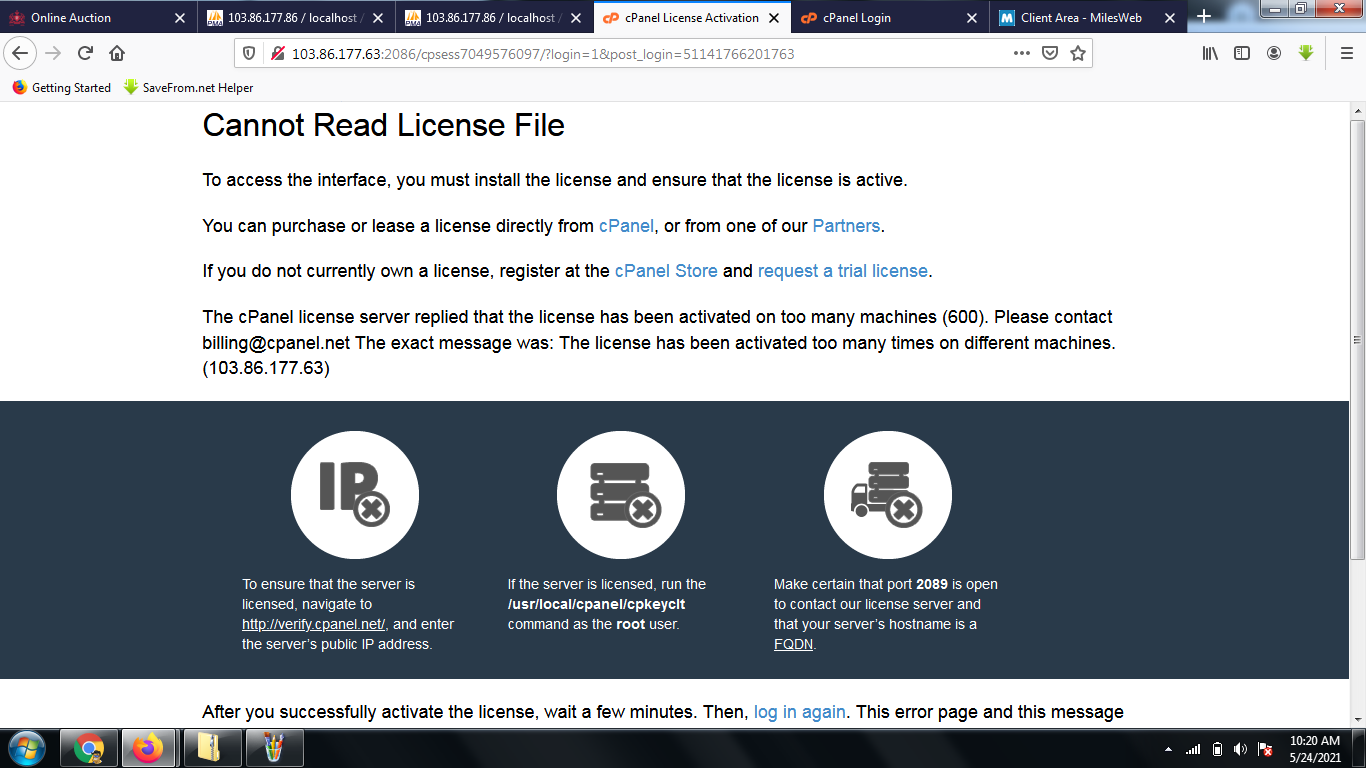 Online Auction
103.86.177.86 / localhost /
103.86.177.86 / localhost /
cPanel License Activation
cPanel Login
Client Area - MilesWeb
103.86.177.63:2086/cpsess7049576097/?login=1&post_login=51141766201763
Getting Started
SaveFrom.net Helper
Cannot Read License File
To access the interface, you must install the license and ensure that the license is active.
You can purchase or lease a license directly from cPanel, or from one of our Partners.
If you do not currently own a license, register at the cPanel Store and request a trial license.
The cPanel license server replied that the license has been activated on too many machines (600). Please contact
billing@cpanel.net The exact message was: The license has been activated too many times on different machines.
(103.86.177.63)
IP
To ensure that the server is
licensed, navigate to
http://verify.cpanel.net/, and enter
the server's public IP address.
If the server is licensed, run the
/usr/local/cpanel/cpkeyclt
command as the root user.
Make certain that port 2089 is open
to contact our license server and
that your server's hostname is a
FQDN.
After you successfully activate the license, wait a few minutes. Then, log in again. This error page and this message
10:20 AM
5/24/2021